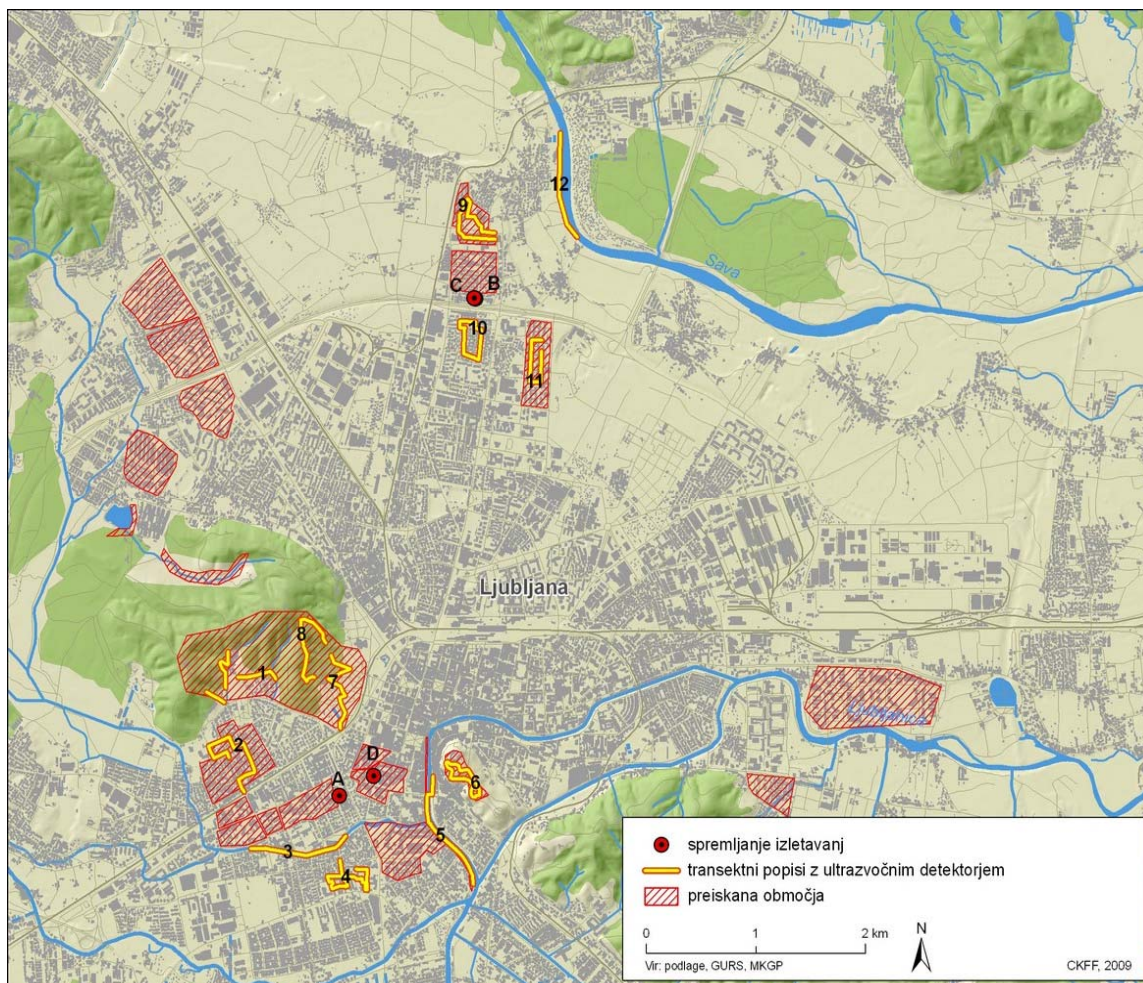 12
9
Sava
C B
10
11
Ljubljana
8
1
7
Ljubljanica
2
D
A
6
5
3
4
spremljanje izletavanj
transektni popisi z ultrazvočnim detektorjem
preiskana območja
0 1 2 km
N
Vir: podlage, GURS, MKGP
CKFF, 2009